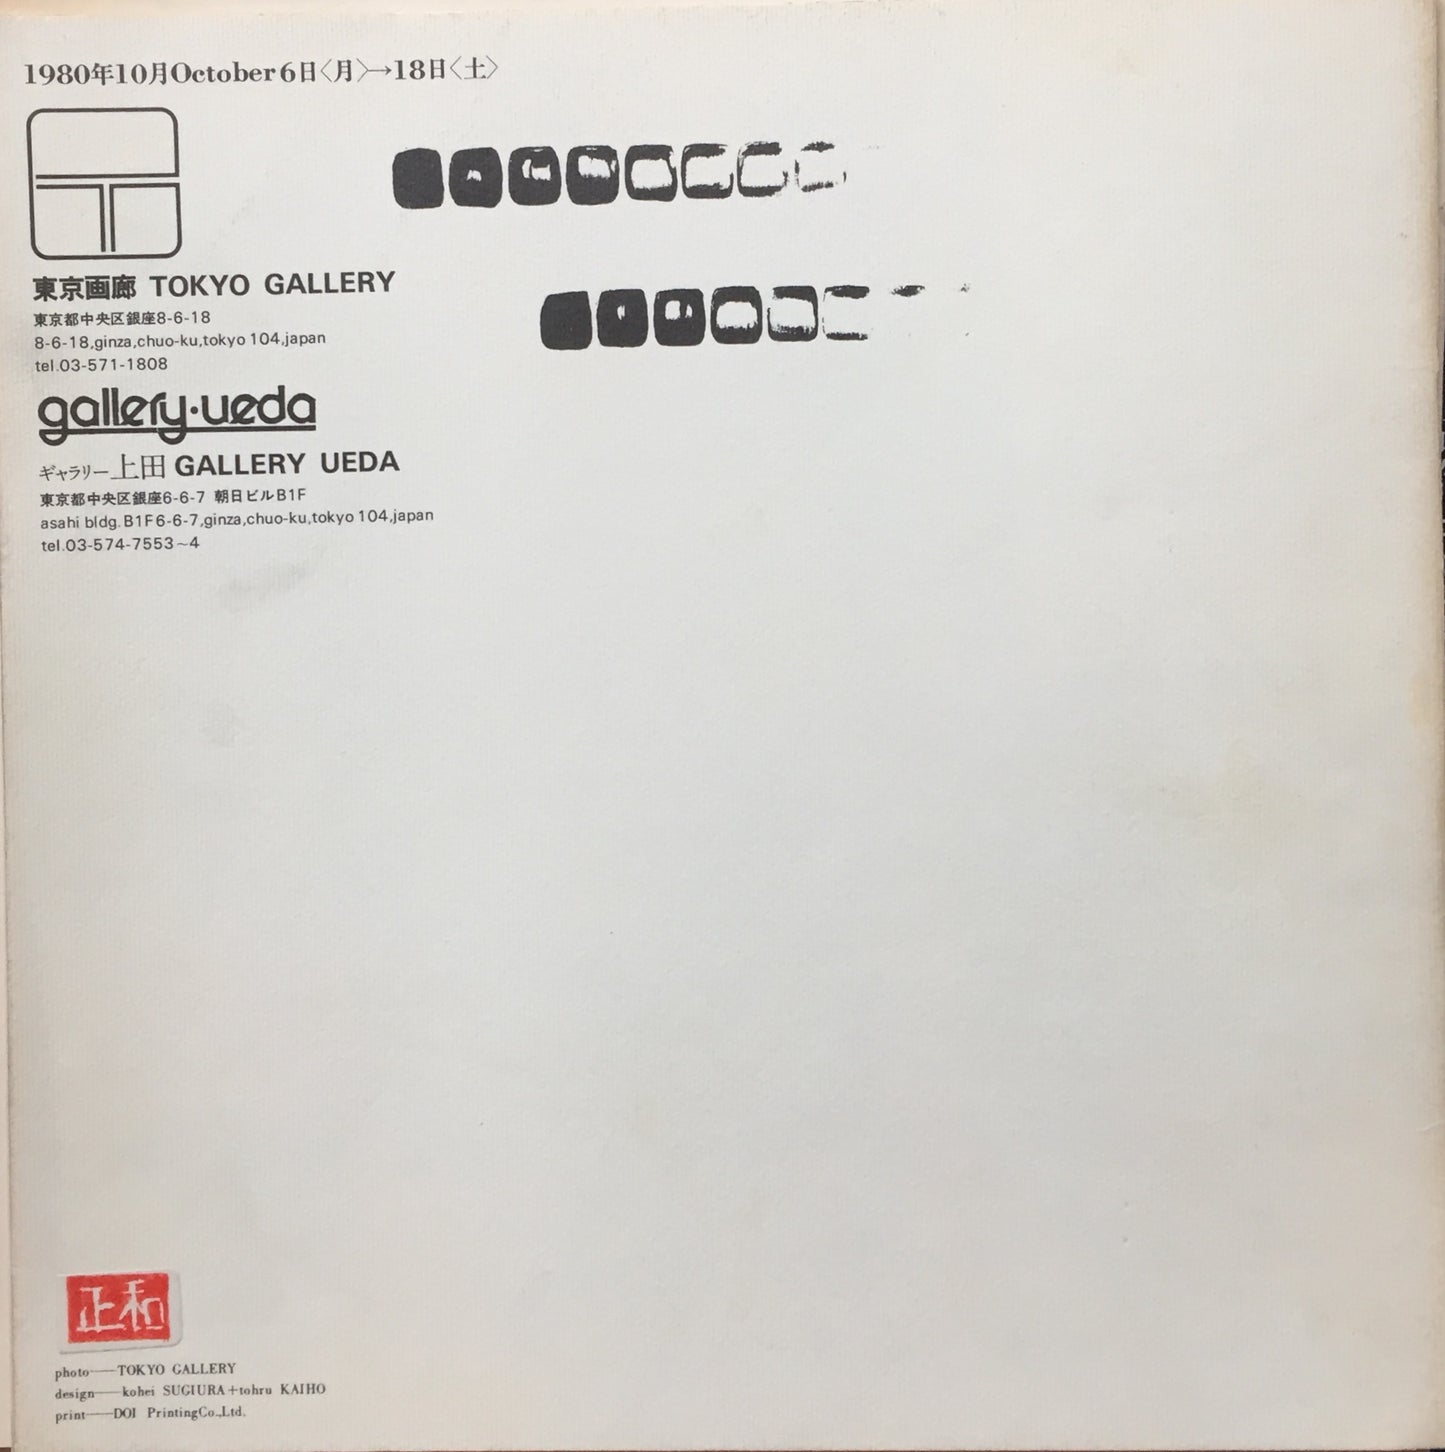 1980年10月October6日〈月〉→18日〈土〉
東京画廊 TOKYO GALLERY
東京都中央区銀座8-6-18
8-6-18,ginza,chuo-ku,tokyo 104,japan
tel.03-571-1808
gallery·ueda
ギャラリー上田 GALLERY UEDA
東京都中央区銀座6-6-7 朝日ビルB1F
asahi bldg. B1F 6-6-7,ginza,chuo-ku,tokyo 104,japan
tel.03-574-7553~4
正和
photo——TOKYO GALLERY
design——kohei SUGIURA+tohru KAIHO
print——DOI PrintingCo.,Ltd.